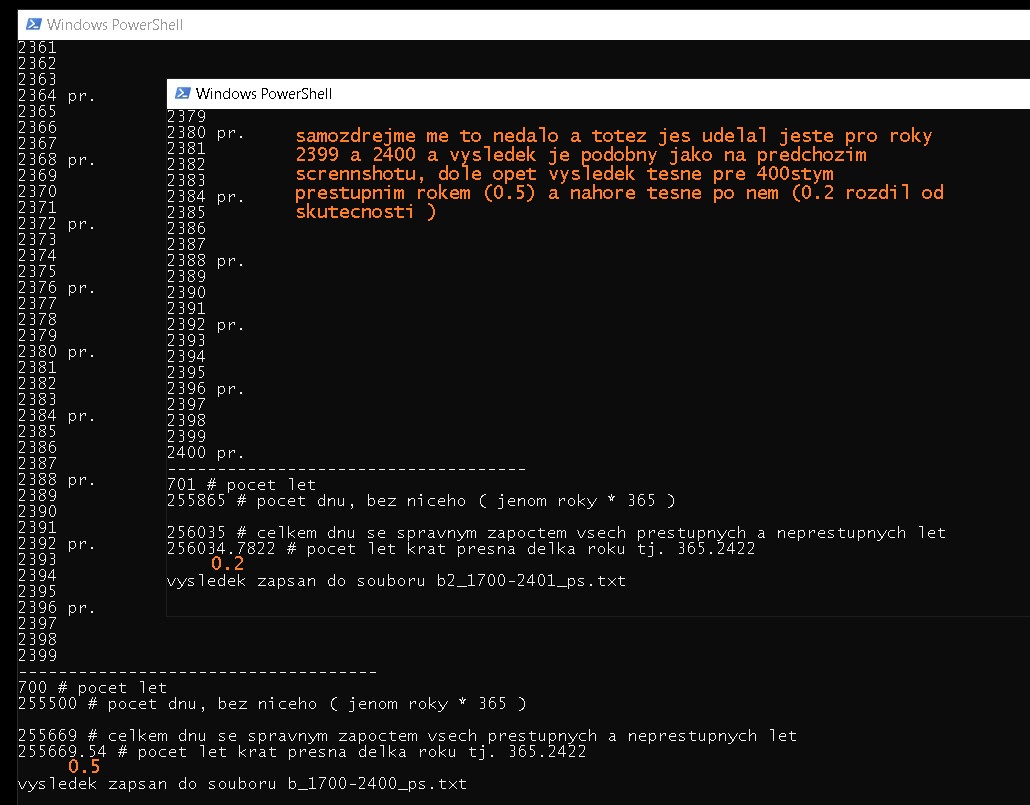 Windows PowerShell
2361
2362
2363
2364 pr.
2365
2366
2367
2368 pr.
2369
2370
2371
2372 pr.
2373
2374
2375
2376 pr.
2377
2378
2379
2380 pr.
2381
2382
2383
2384 pr.
2385
2386
2387
2388 pr.
2389
2390
2391
2392 pr.
2393
2394
2395
2396 pr.
2397
2398
2399
------------------------------------
700 # pocet let
255500 # pocet dnu, bez niceho ( jenom roky * 365 )
255669 # celkem dnu se spravnym zapoctem vsech prestupnych a neprestupnych let
255669.54 # pocet let krat presna delka roku tj. 365.2422
0.5
vysledek zapsan do souboru b_1700-2400_ps.txt
Windows PowerShell
2379
2380 pr.
2381
2382
2383
2384 pr.
2385
2386
2387
2388 pr.
2389
2390
2391
2392 pr.
2393
2394
2395
2396 pr.
2397
2398
2399
2400 pr.
------------------------------------
701 # pocet let
255865 # pocet dnu, bez niceho ( jenom roky * 365 )
256035 # celkem dnu se spravnym zapoctem vsech prestupnych a neprestupnych let
256034.7822 # pocet let krat presna delka roku tj. 365.2422
0.2
vysledek zapsan do souboru b2_1700-2401_ps.txt
samozdrejme me to nedalo a totez jes udelal jeste pro roky
2399 a 2400 a vysledek je podobny jako na predchozim
scrennshotu, dole opet vysledek tesne pre 400stym
prestupnim rokem (0.5) a nahore tesne po nem (0.2 rozdil od
skutecnosti )